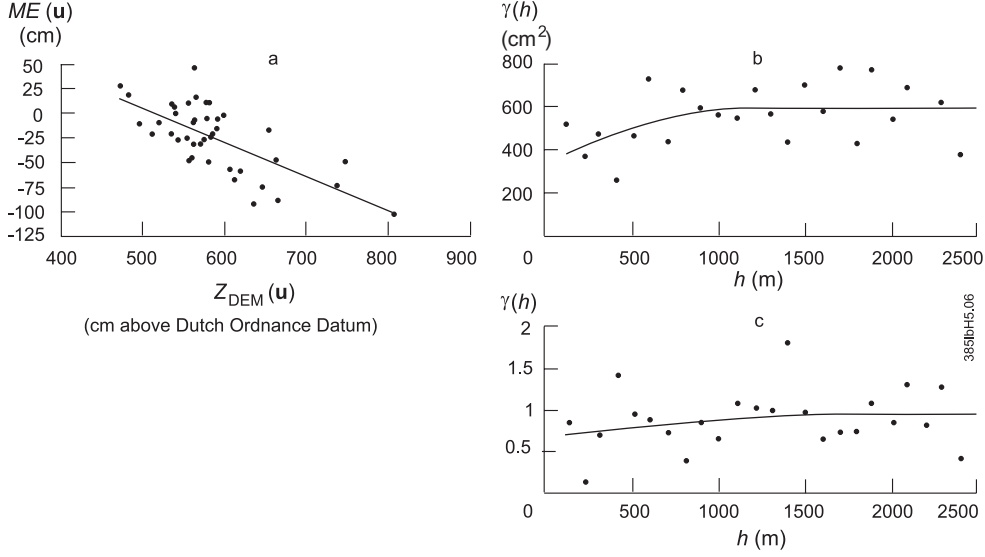 ME (u)
(cm)
a
50
25
0
-25
-50
-75
-100
-125
400 500 600 700 800 900
Z_DEM (u)
(cm above Dutch Ordnance Datum)
γ(h)
(cm²)
b
800
600
400
200
0 500 1000 1500 2000 2500
h (m)
γ(h)
c
2
1.5
1
0.5
0 500 1000 1500 2000 2500
h (m)
385lbH5.06